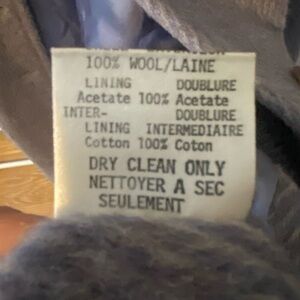 100% WOOL/LAINE
LINING DOUBLURE
Acetate 100% Acetate
INTER- DOUBLURE
LINING INTERMEDIAIRE
Cotton 100% Coton
DRY CLEAN ONLY
NETTOYER A SEC
SEULEMENT